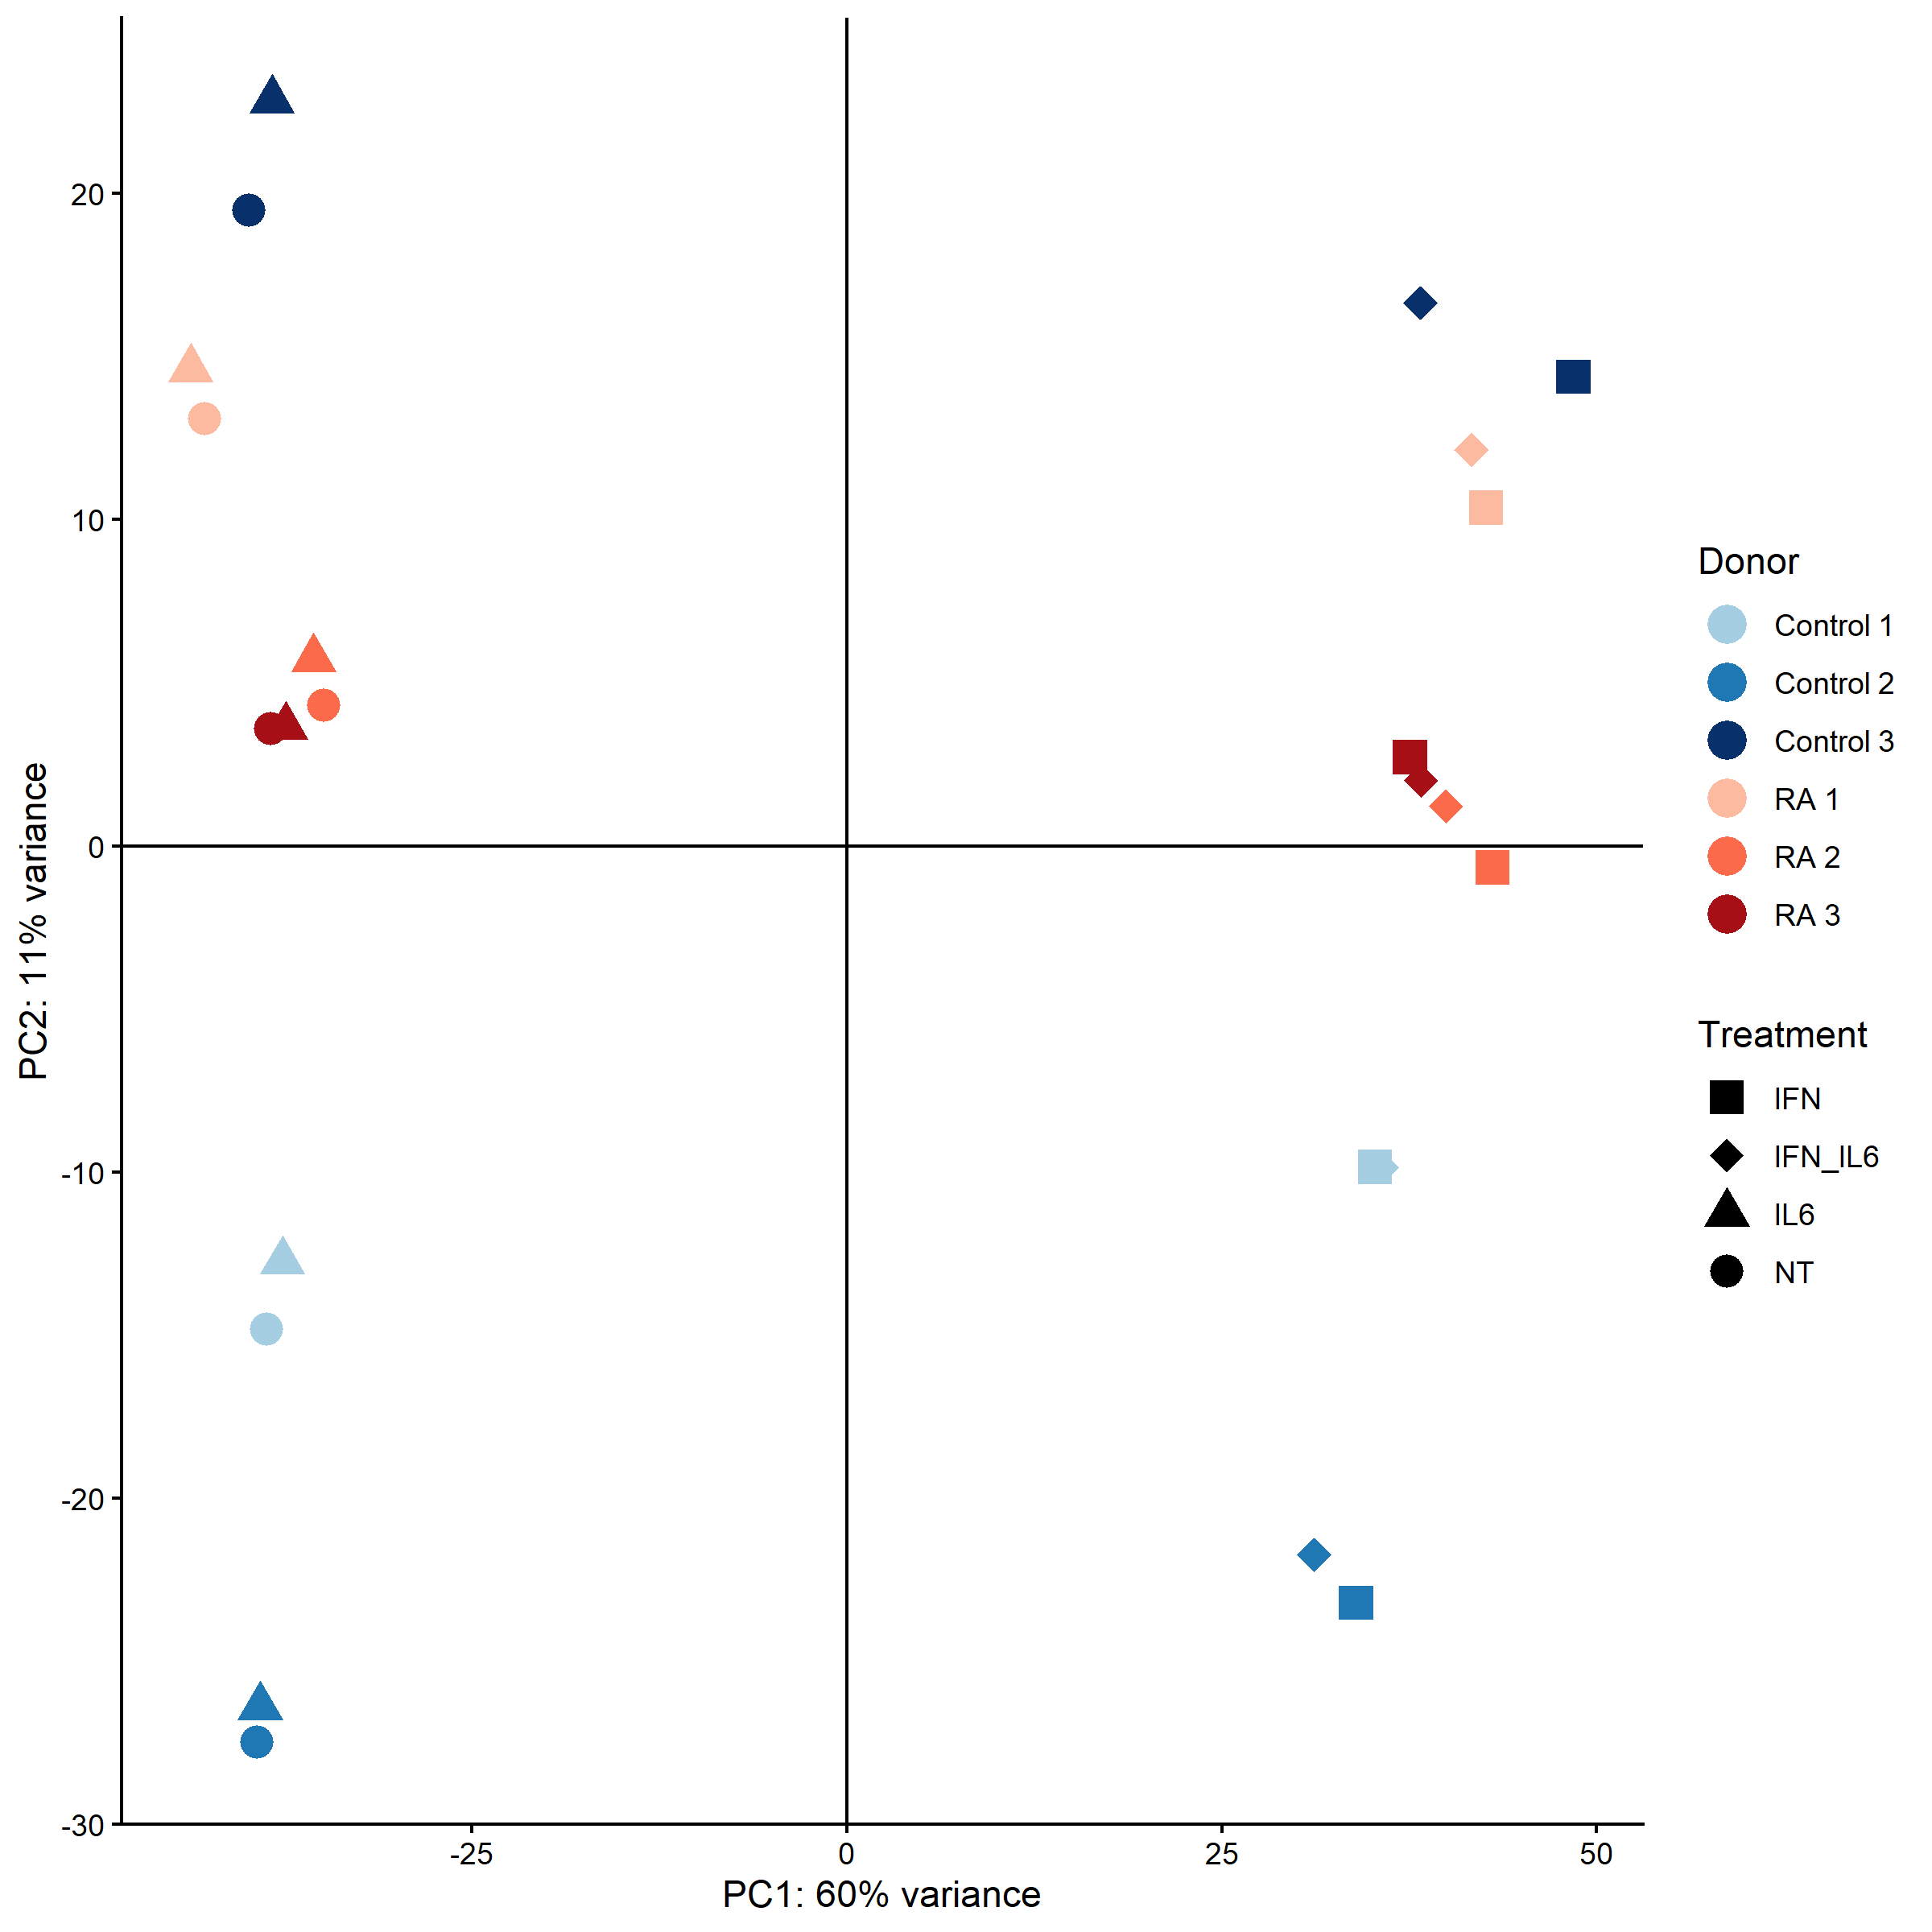 20
10
0
-10
-20
-30
PC2: 11% variance
-25
0
25
50
PC1: 60% variance
Donor
Control 1
Control 2
Control 3
RA 1
RA 2
RA 3
Treatment
IFN
IFN_IL6
IL6
NT